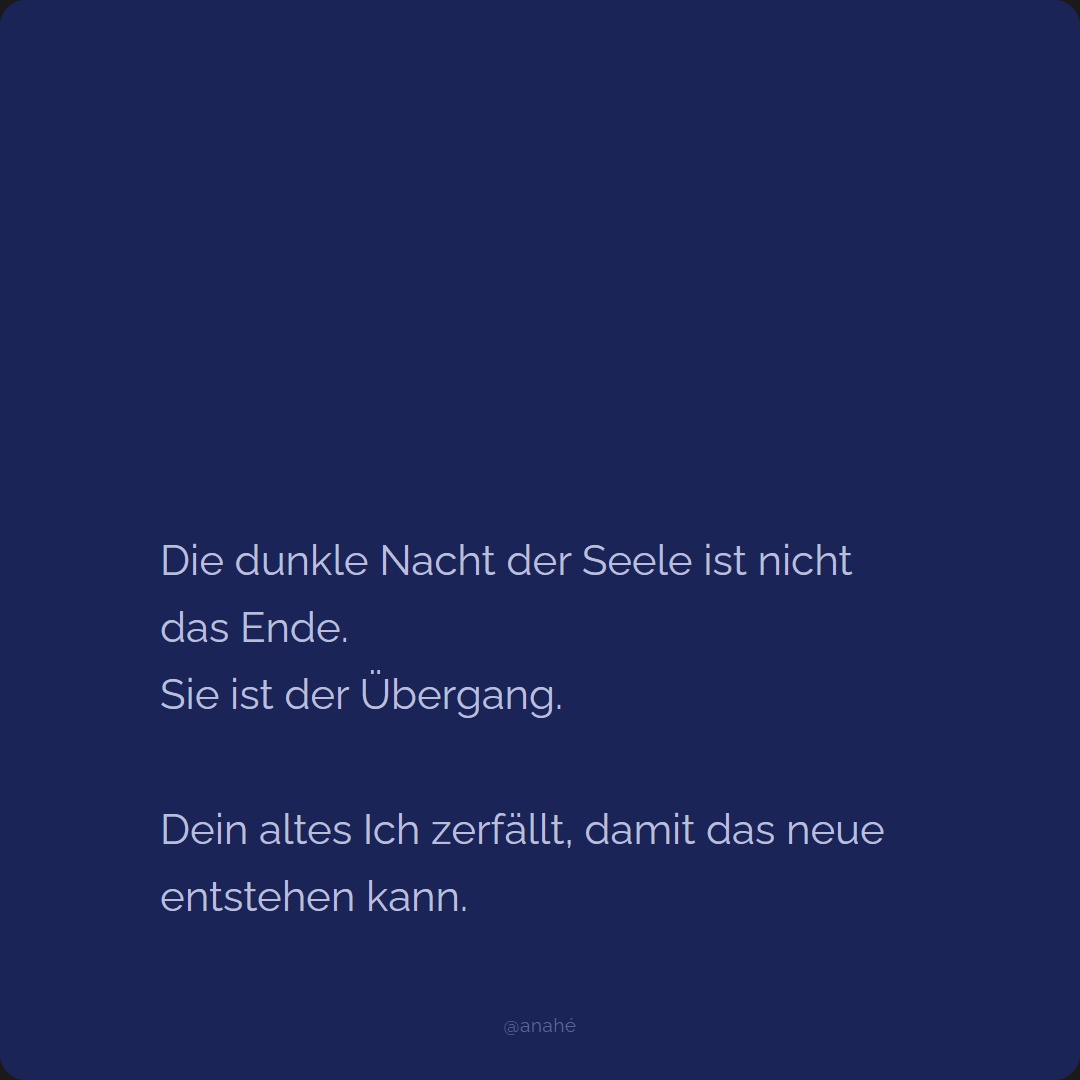 Die dunkle Nacht der Seele ist nicht
das Ende.
Sie ist der Übergang.
Dein altes Ich zerfällt, damit das neue
entstehen kann.
@anahé